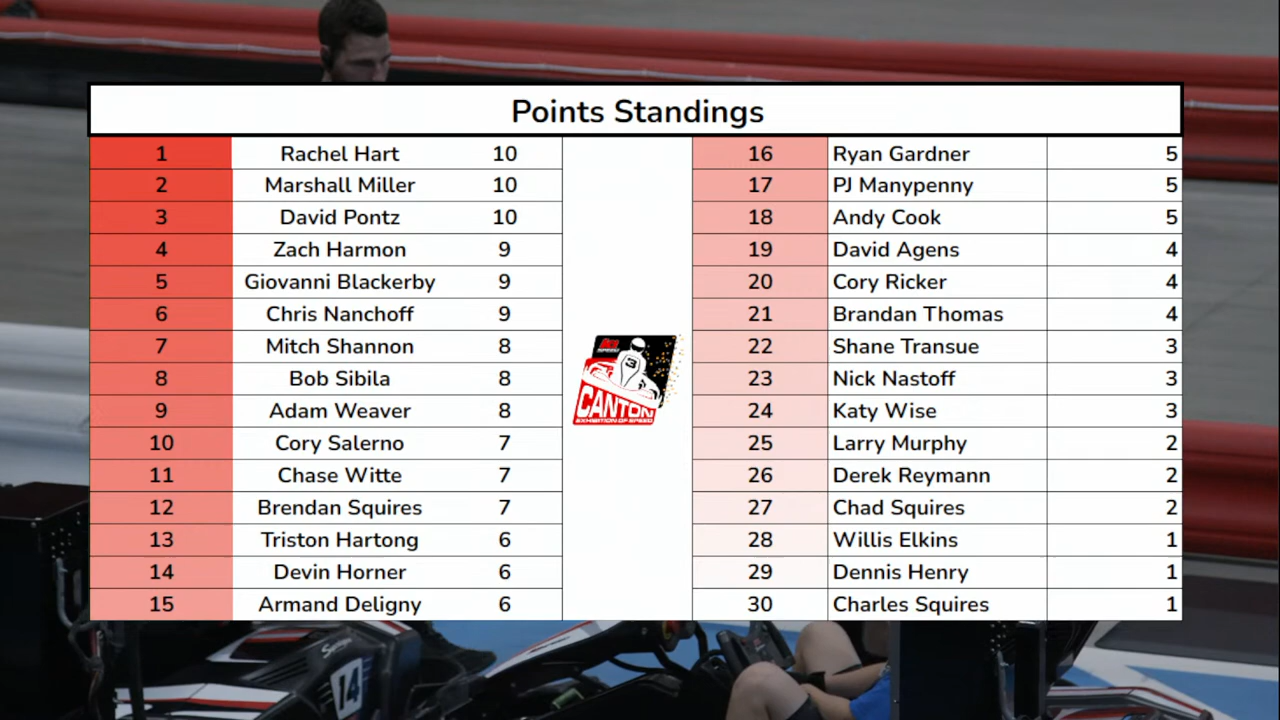 Points Standings
1 Rachel Hart 10
2 Marshall Miller 10
3 David Pontz 10
4 Zach Harmon 9
5 Giovanni Blackerby 9
6 Chris Nanchoff 9
7 Mitch Shannon 8
8 Bob Sibila 8
9 Adam Weaver 8
10 Cory Salerno 7
11 Chase Witte 7
12 Brendan Squires 7
13 Triston Hartong 6
14 Devin Horner 6
15 Armand Deligny 6
3
CANTON
EXHIBITION OF SPEED
16 Ryan Gardner 5
17 PJ Manypenny 5
18 Andy Cook 5
19 David Agens 4
20 Cory Ricker 4
21 Brandan Thomas 4
22 Shane Transue 3
23 Nick Nastoff 3
24 Katy Wise 3
25 Larry Murphy 2
26 Derek Reymann 2
27 Chad Squires 2
28 Willis Elkins 1
29 Dennis Henry 1
30 Charles Squires 1
14